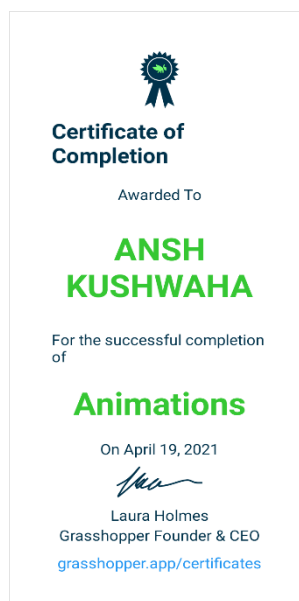 Certificate of
Completion
Awarded To
ANSH
KUSHWAHA
For the successful completion
of
Animations
On April 19, 2021
Laura Holmes
Grasshopper Founder & CEO
grasshopper.app/certificates